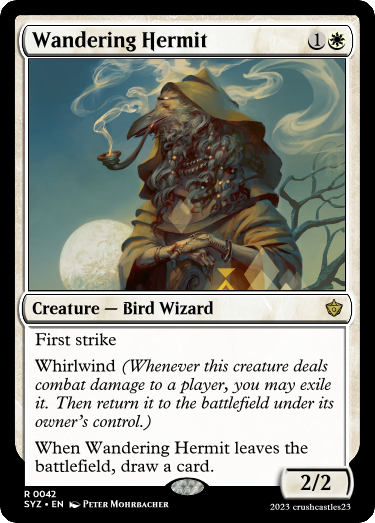 Wandering Hermit 1
Creature — Bird Wizard
First strike
Whirlwind (Whenever this creature deals
combat damage to a player, you may exile
it. Then return it to the battlefield under its
owner's control.)
When Wandering Hermit leaves the
battlefield, draw a card.
2/2
R 0042
SYZ • EN Peter Mohrbacher
2023 crushcastles23